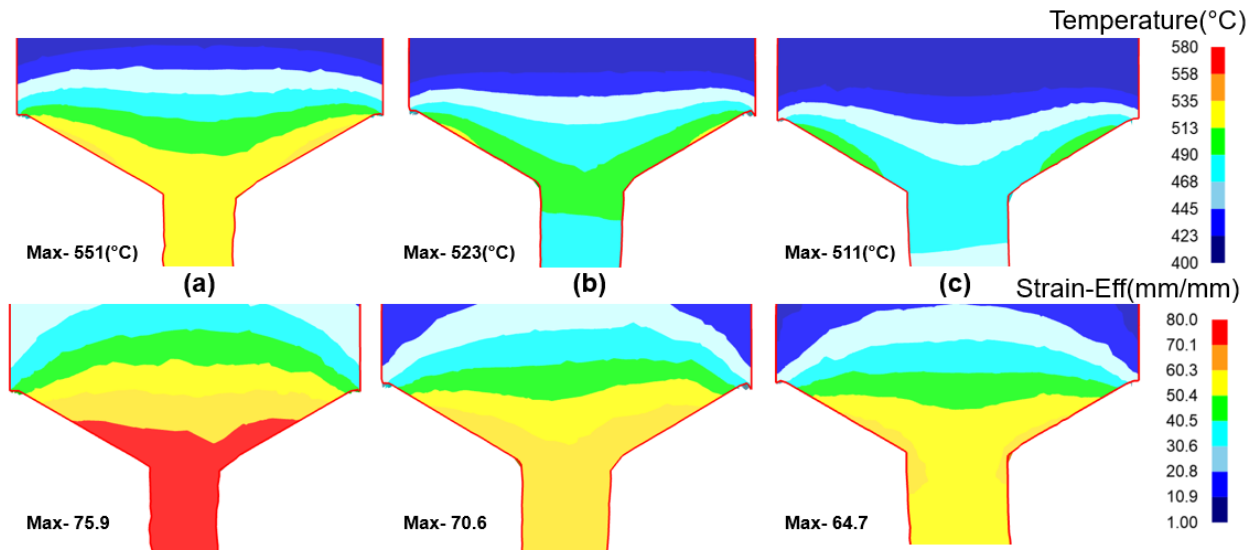 Temperature(°C)
580
558
535
513
490
468
445
423
400
Max- 551(°C)
Max- 523(°C)
Max- 511(°C)
(a)
(b)
(c)
Strain-Eff(mm/mm)
80.0
70.1
60.3
50.4
40.5
30.6
20.8
10.9
1.00
Max- 75.9
Max- 70.6
Max- 64.7